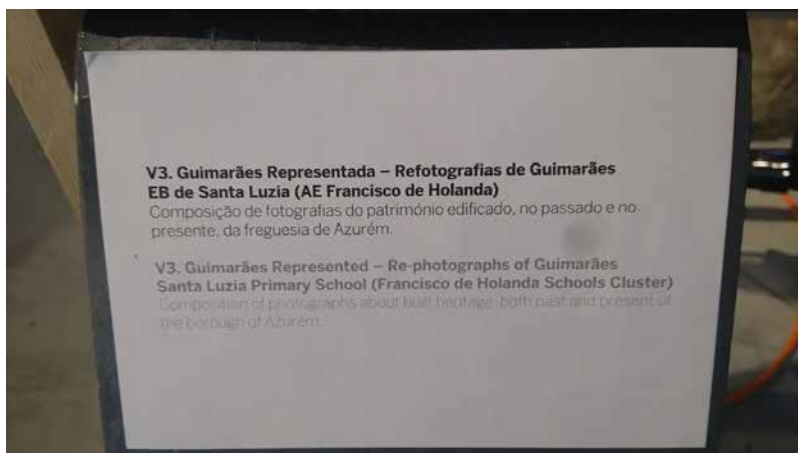 V3. Guimarães Representada – Refotografias de Guimarães
EB de Santa Luzia (AE Francisco de Holanda)
Composição de fotografias do património edificado, no passado e no
presente, da freguesia de Azurém.
V3. Guimarães Represented – Re-photographs of Guimarães
Santa Luzia Primary School (Francisco de Holanda Schools Cluster)
Composition of photographs about built heritage, both past and present of
the borough of Azurém.